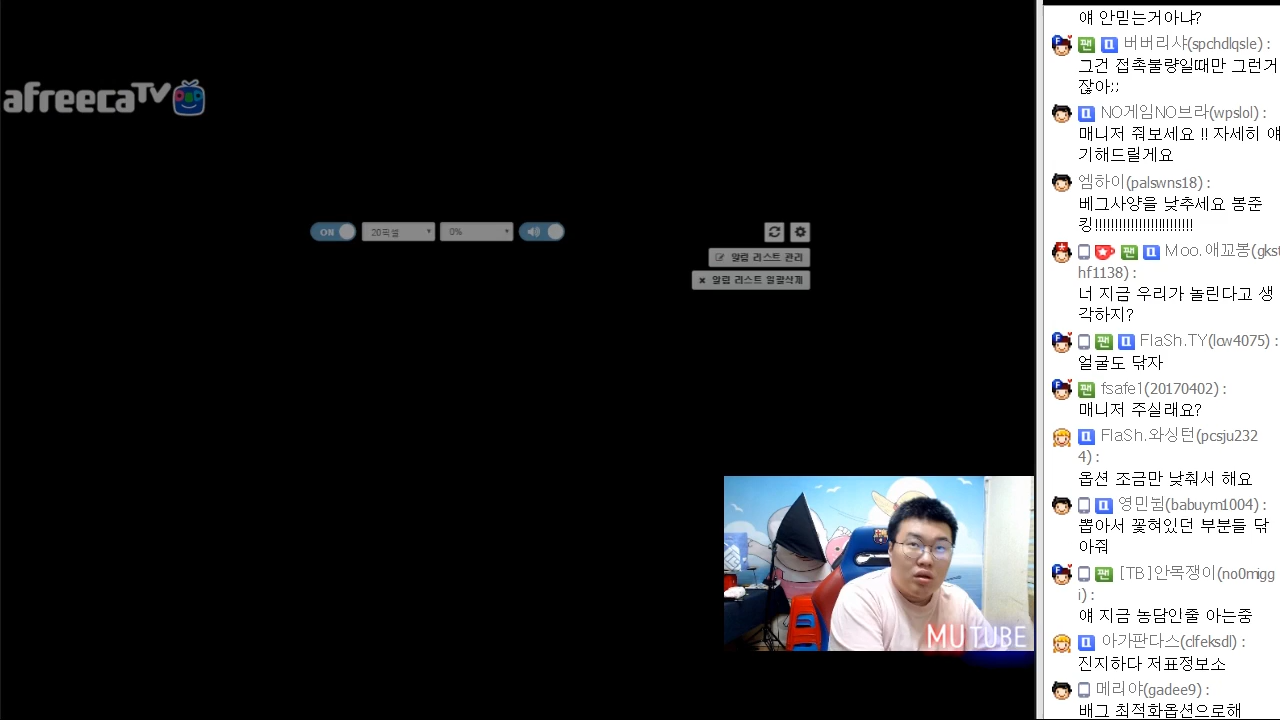 afreecaTV
ON
20픽셀
0%
알림 리스트 관리
알림 리스트 일괄삭제
MUTUBE
얘 안믿는거아냐?
버버리샤(spchdlqsle) :
그건 접촉불량일때만 그런거
잖아;;
NO게임NO브라(wpslol) :
매니저 줘보세요 !! 자세히 얘
기해드릴게요
엠하이(palswns18) :
베그사양을 낮추세요 봉준
킹!!!!!!!!!!!!!!!!!!!!!!!!!
Moo.애꼬봉(gkst
hf1138) :
너 지금 우리가 놀린다고 생
각하지?
FlaSh.TY(lcw4075) :
얼굴도 닦자
fsafe1(20170402) :
매니저 주실래요?
FlaSh.와싱턴(pcsju232
4) :
옵션 조금만 낮춰서 해요
영민뷤(babuym1004) :
뽑아서 꽃혀있던 부분들 닦
아줘
[TB]안목쟁이(no0migg
i) :
얘 지금 농담인줄 아는중
아가판다스(clfeksdl) :
진지하다 저표정보소
메리야(gadee9) :
배그 최적화옵션으로해